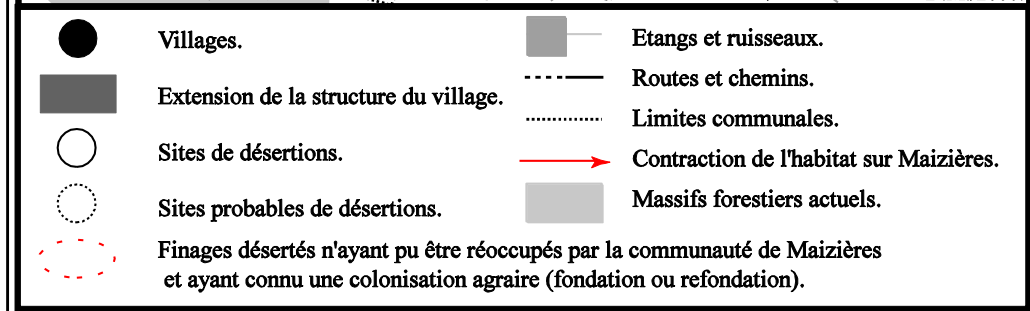 Villages.
Extension de la structure du village.
Sites de désertions.
Sites probables de désertions.
Etangs et ruisseaux.
Routes et chemins.
Limites communales.
Contraction de l'habitat sur Maizières.
Massifs forestiers actuels.
Finages désertés n'ayant pu être réoccupés par la communauté de Maizières
et ayant connu une colonisation agraire (fondation ou refondation).